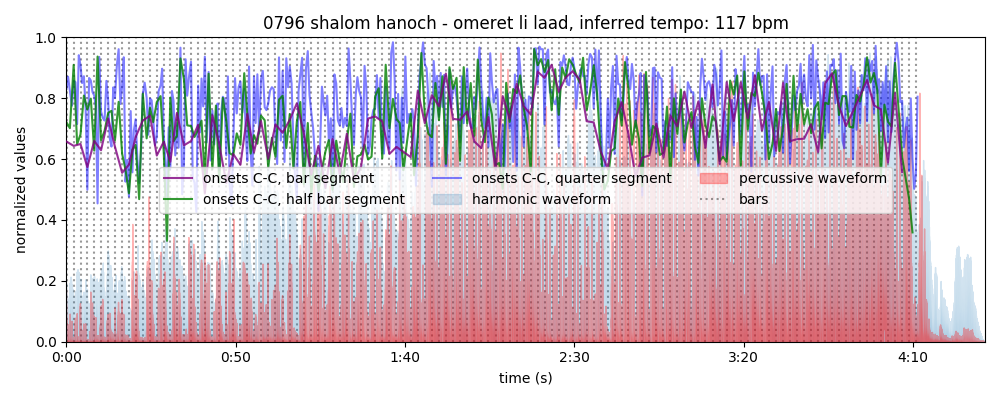 0796 shalom hanoch - omeret li laad, inferred tempo: 117 bpm
1.0
0.8
0.6
0.4
0.2
0.0
normalized values
onsets C-C, bar segment
onsets C-C, half bar segment
onsets C-C, quarter segment
harmonic waveform
percussive waveform
bars
0:00 0:50 1:40 2:30 3:20 4:10
time (s)